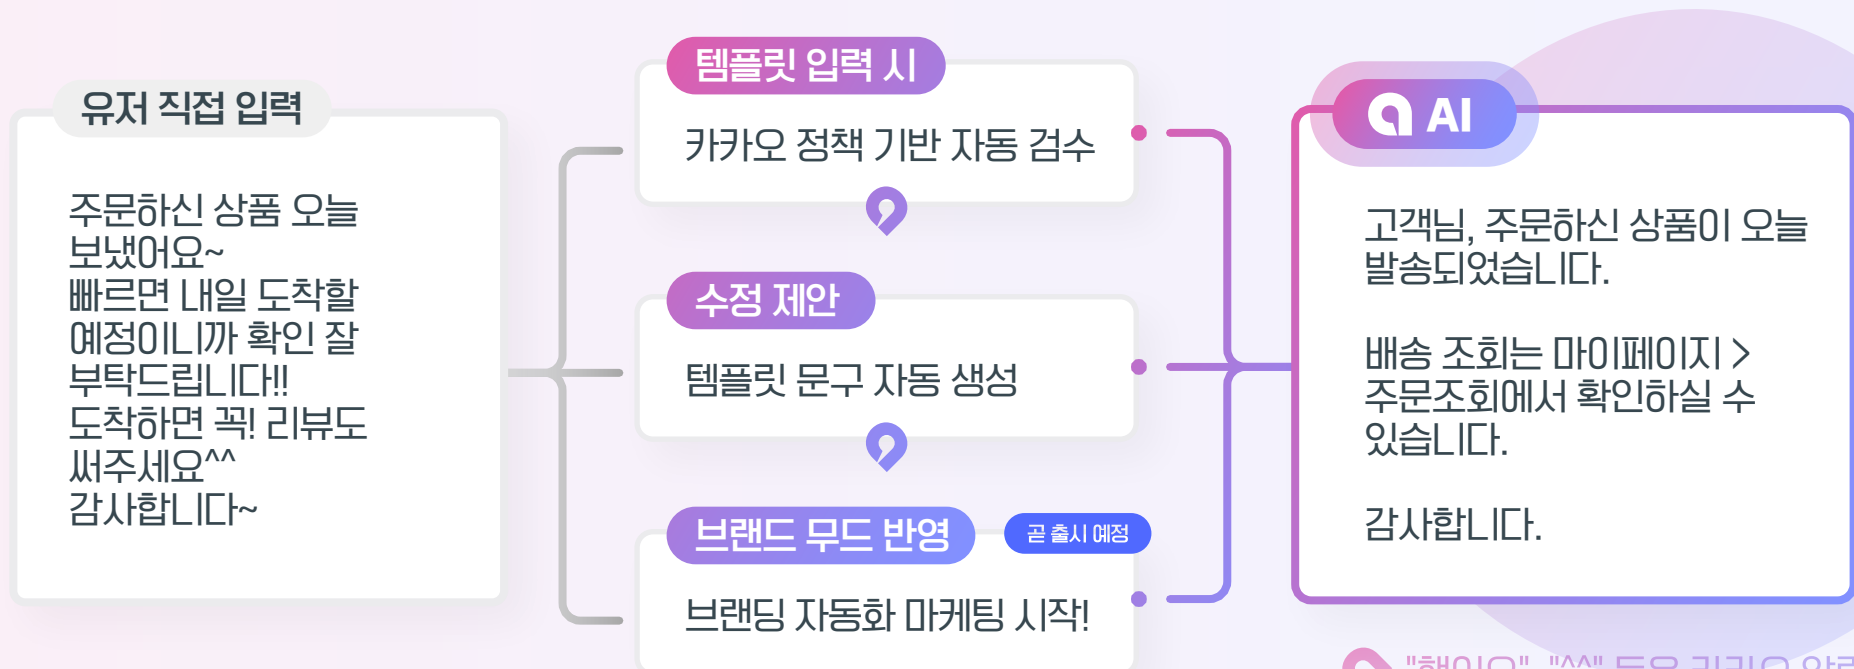 유저 직접 입력
주문하신 상품 오늘
보냈어요~
빠르면 내일 도착할
예정이니까 확인 잘
부탁드립니다!!
도착하면 꼭! 리뷰도
써주세요^^
감사합니다~
템플릿 입력 시
카카오 정책 기반 자동 검수
수정 제안
템플릿 문구 자동 생성
브랜드 무드 반영
곧 출시 예정
브랜딩 자동화 마케팅 시작!
AI
고객님, 주문하신 상품이 오늘
발송되었습니다.
배송 조회는 마이페이지 >
주문조회에서 확인하실 수
있습니다.
감사합니다.
"^^"